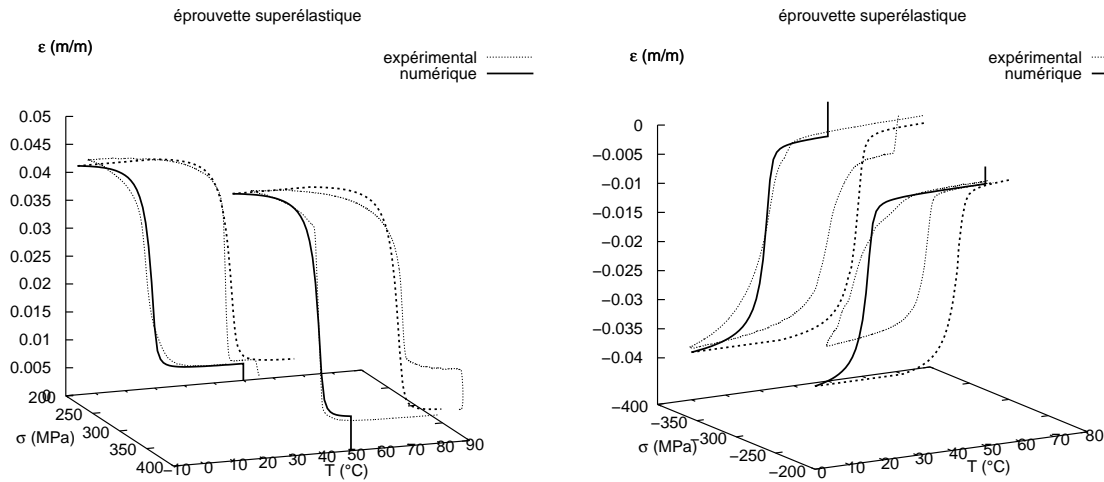 éprouvette superélastique
ε (m/m)
expérimental
numérique
0.05
0.045
0.04
0.035
0.03
0.025
0.02
0.015
0.01
0.005
0
200
250
300
350
400
σ (MPa)
−10 0 10 20 30 40 50 60 70 80 90
T (°C)
éprouvette superélastique
ε (m/m)
expérimental
numérique
0
−0.005
−0.01
−0.015
−0.02
−0.025
−0.03
−0.035
−0.04
−400
−350
−300
−250
−200
σ (MPa)
0 10 20 30 40 50 60 70 80
T (°C)